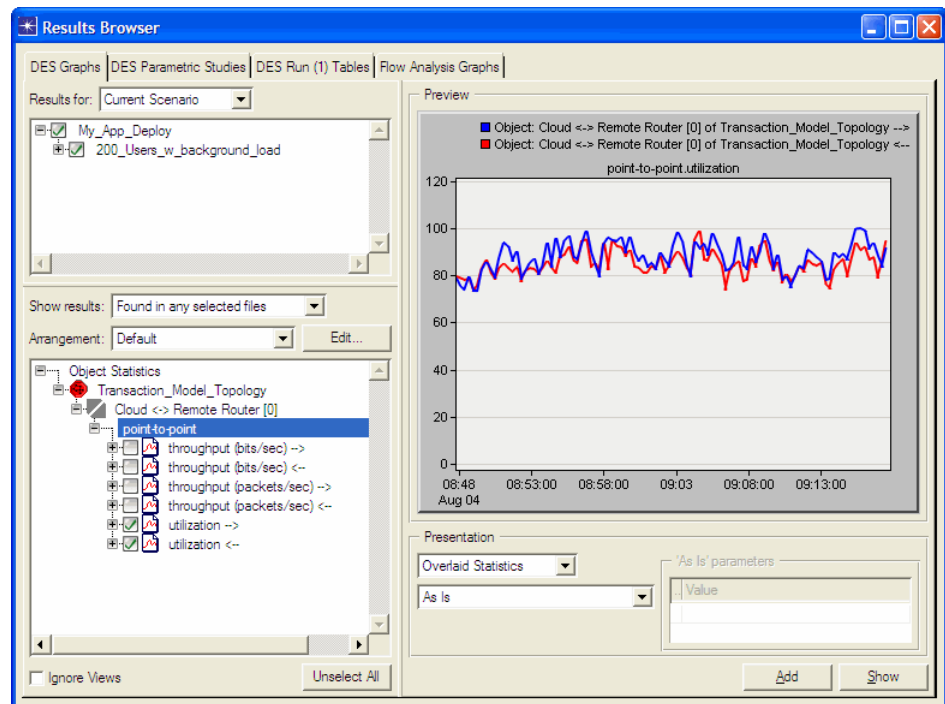 Results Browser
DES Graphs DES Parametric Studies DES Run (1) Tables Flow Analysis Graphs
Results for: Current Scenario
My_App_Deploy
200_Users_w_background_load
Show results: Found in any selected files
Arrangement: Default Edit...
Object Statistics
Transaction_Model_Topology
Cloud <-> Remote Router [0]
point-to-point
throughput (bits/sec) -->
throughput (bits/sec) <--
throughput (packets/sec) -->
throughput (packets/sec) <--
utilization -->
utilization <--
Ignore Views Unselect All
Preview
Object: Cloud <-> Remote Router [0] of Transaction_Model_Topology -->
Object: Cloud <-> Remote Router [0] of Transaction_Model_Topology <--
point-to-point.utilization
120
100
80
60
40
20
0
08:48 08:53:00 08:58:00 09:03 09:08:00 09:13:00
Aug 04
Presentation
Overlaid Statistics
As Is
'As Is' parameters
.. Value
Add Show